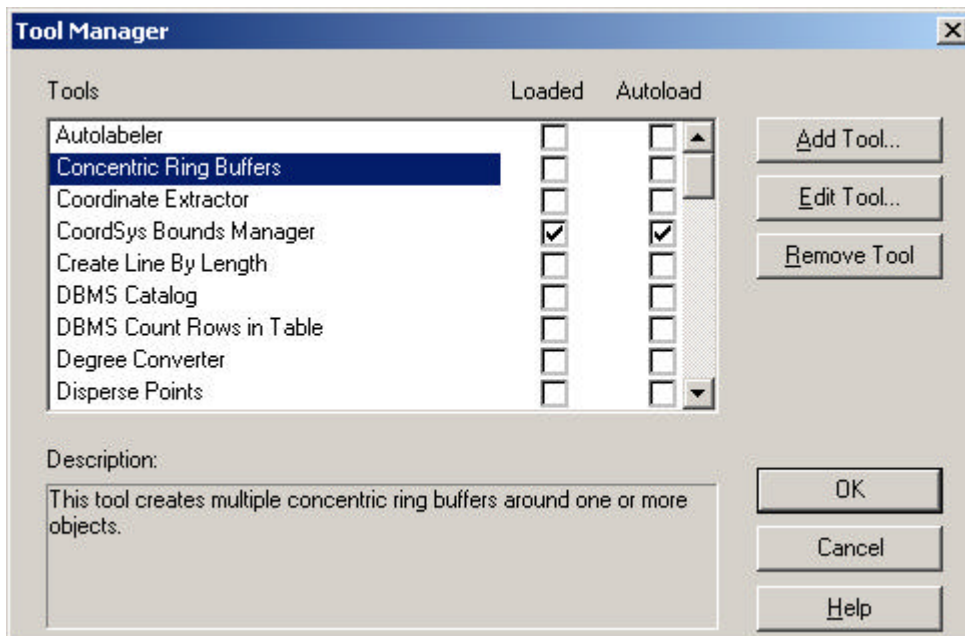 Tool Manager
Tools Loaded Autoload
Autolabeler
Concentric Ring Buffers
Coordinate Extractor
CoordSys Bounds Manager
Create Line By Length
DBMS Catalog
DBMS Count Rows in Table
Degree Converter
Disperse Points
Add Tool...
Edit Tool...
Remove Tool
Description:
This tool creates multiple concentric ring buffers around one or more
objects.
OK
Cancel
Help